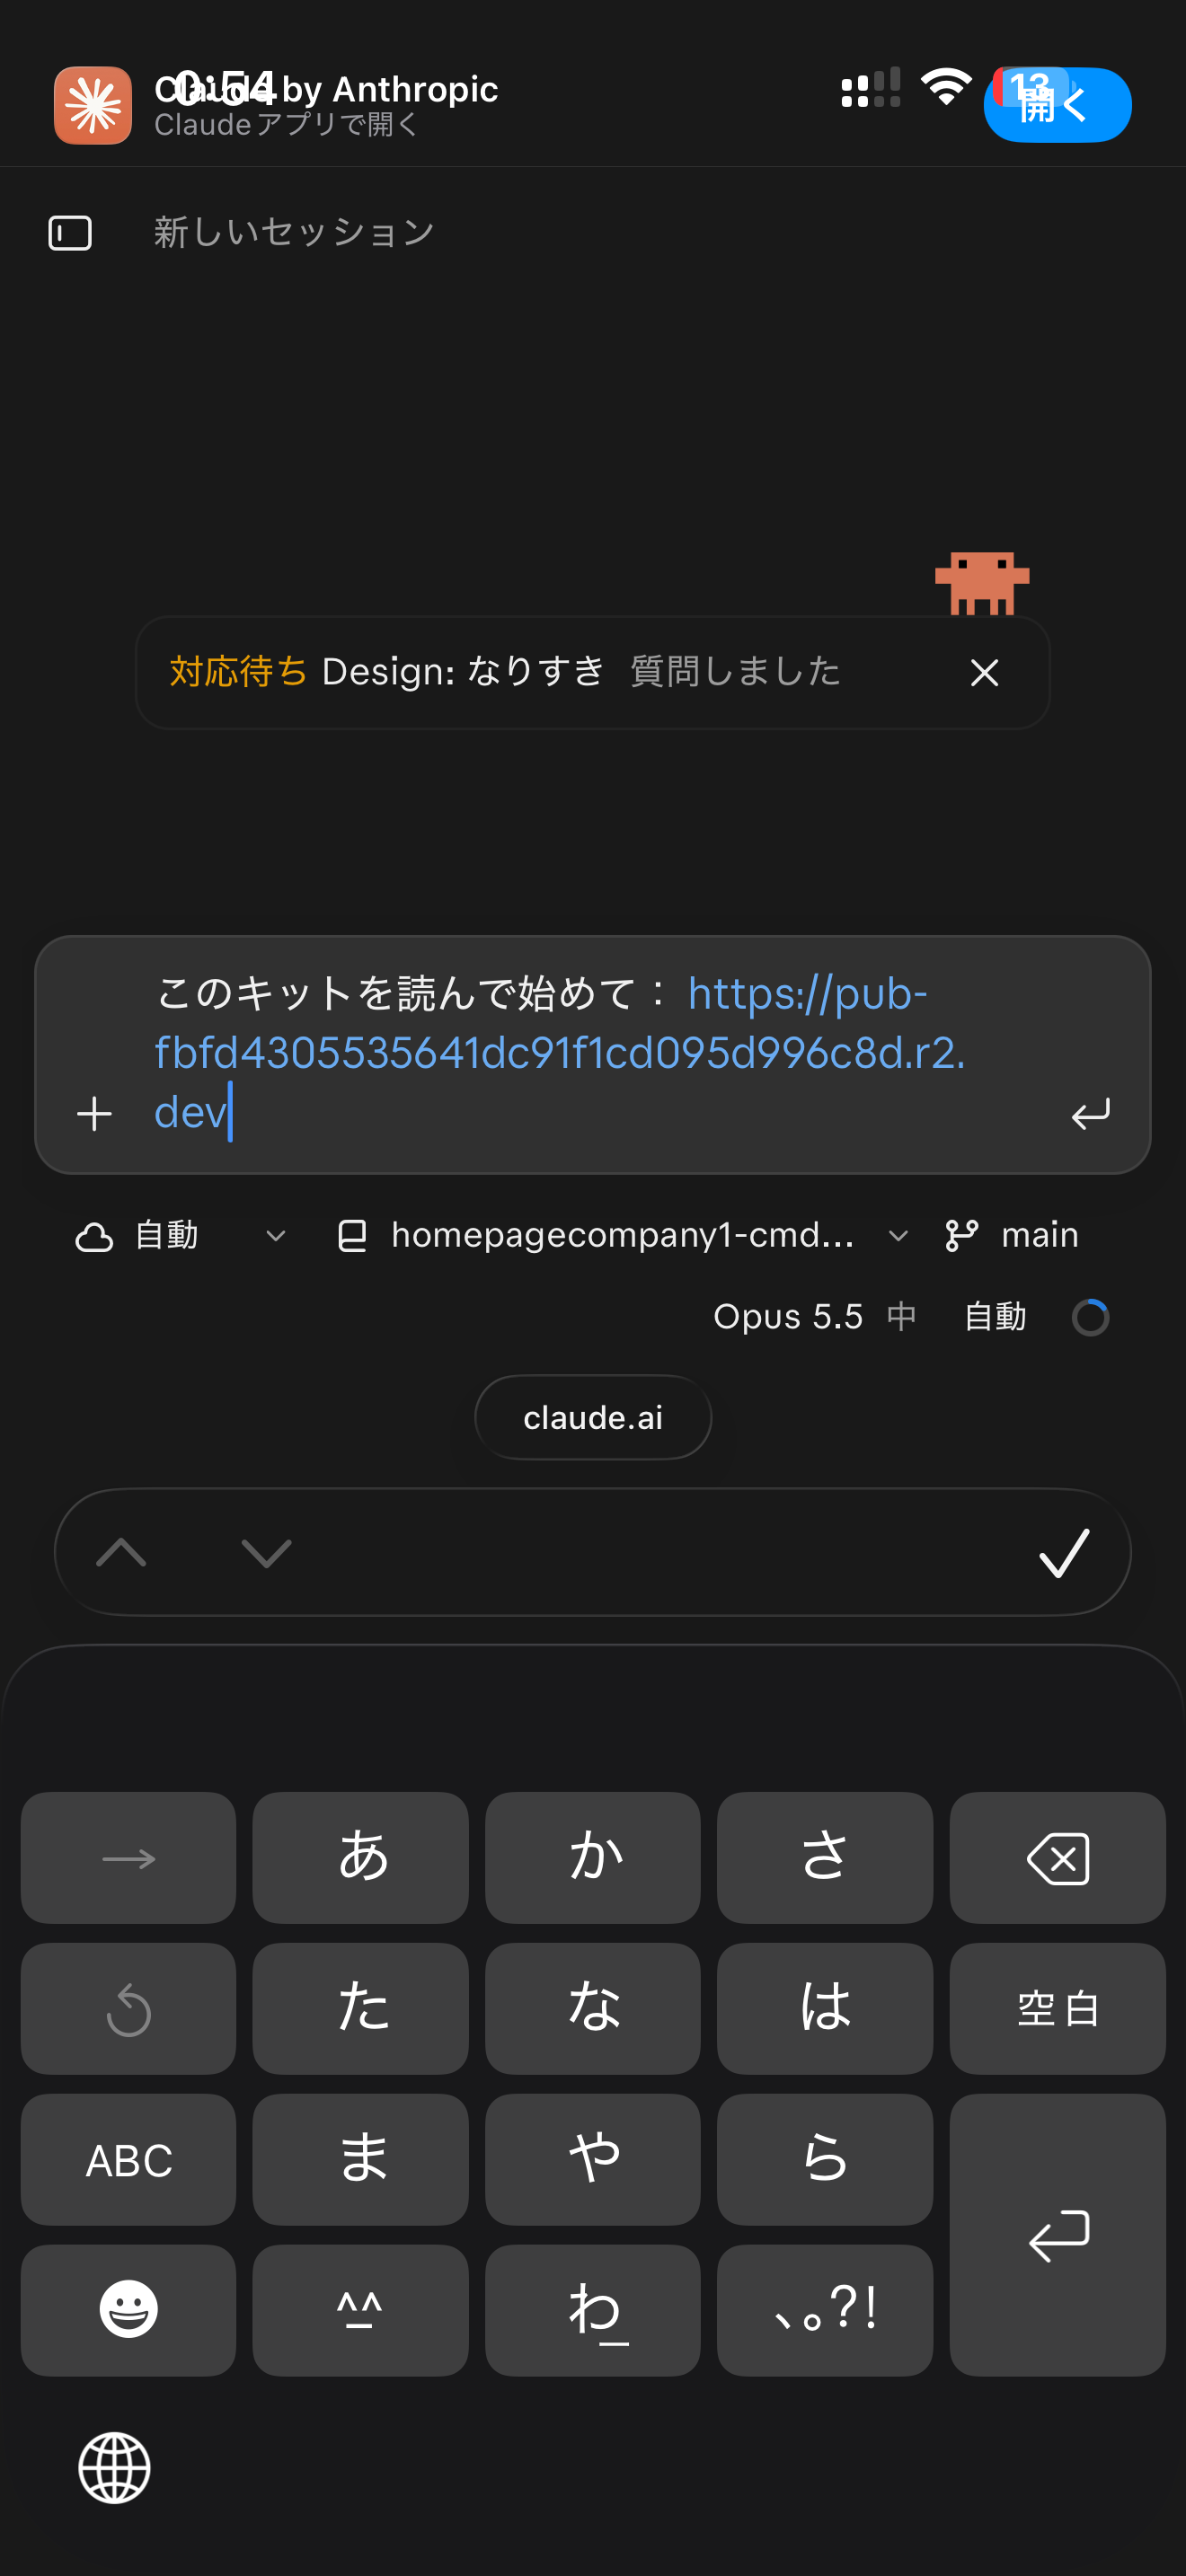 0:54
Claude by Anthropic
Claudeアプリで開く
13
開く
新しいセッション
対応待ち Design: なりすき 質問しました
このキットを読んで始めて： https://pub-
fbfd4305535641dc91f1cd095d996c8d.r2.
dev
自動 homepagecompany1-cmd... main
Opus 5.5 中 自動
claude.ai
→ あ か さ
た な は 空白
ABC ま や ら
^_^ わ_ 、。?!